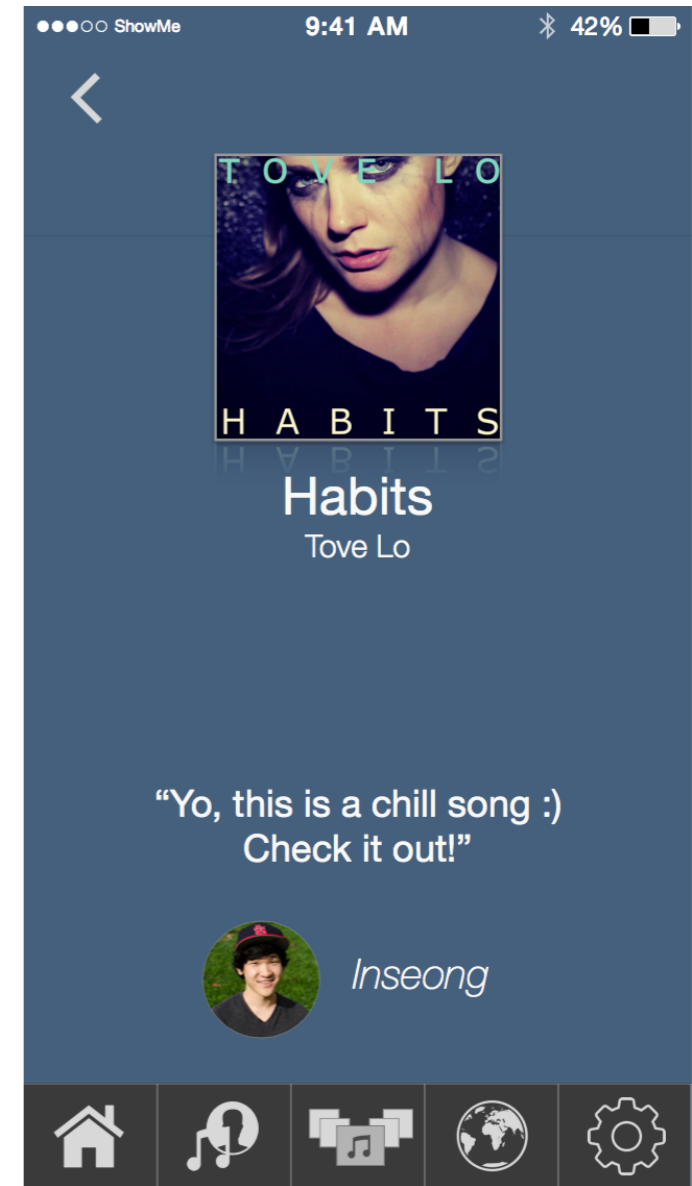 ShowMe 9:41 AM 42%
TOVE LO
HABITS
Habits
Tove Lo
“Yo, this is a chill song :)
Check it out!”
Inseong